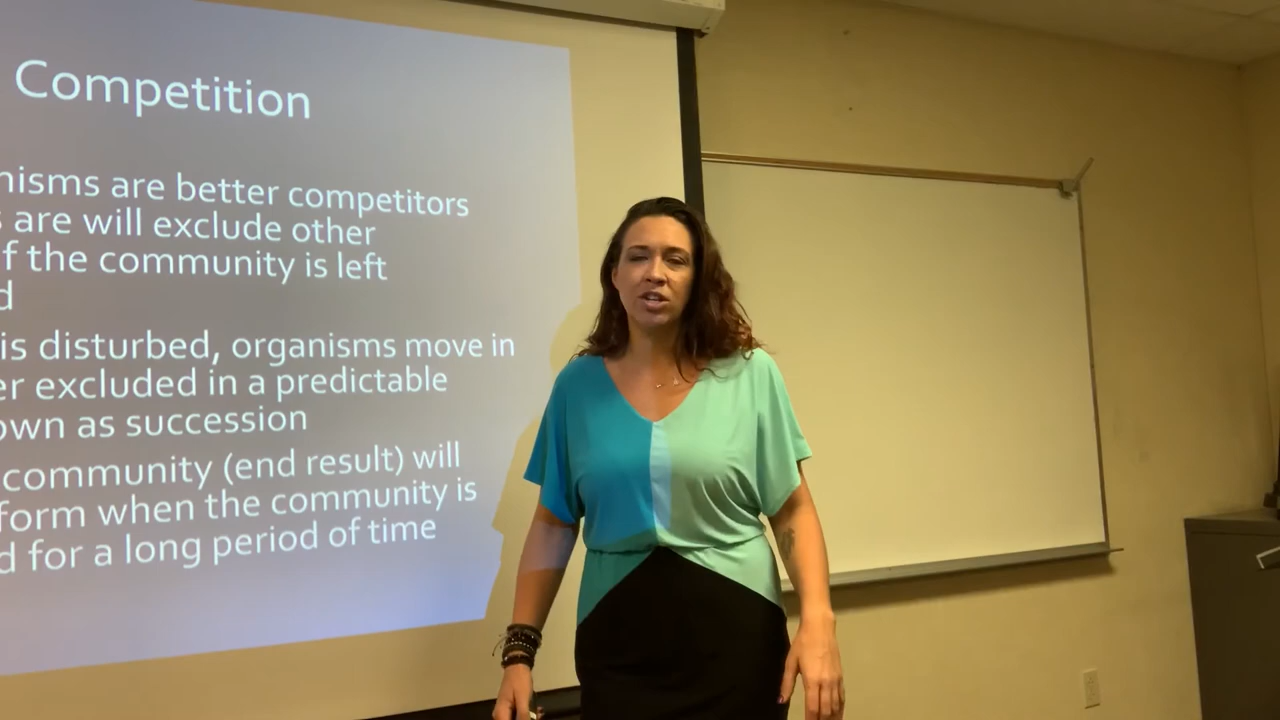 Competition
nisms are better competitors
s are will exclude other
f the community is left
d
is disturbed, organisms move in
er excluded in a predictable
own as succession
community (end result) will
form when the community is
d for a long period of time